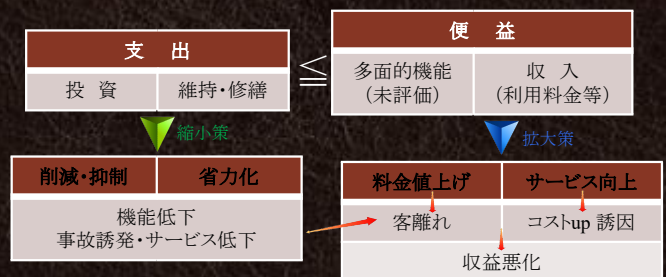 支 出
投 資
維持・修繕
≦
便 益
多面的機能
（未評価）
収 入
（利用料金等）
縮小策
拡大策
削減・抑制
省力化
機能低下
事故誘発・サービス低下
料金値上げ
サービス向上
客離れ
コストup 誘因
収益悪化